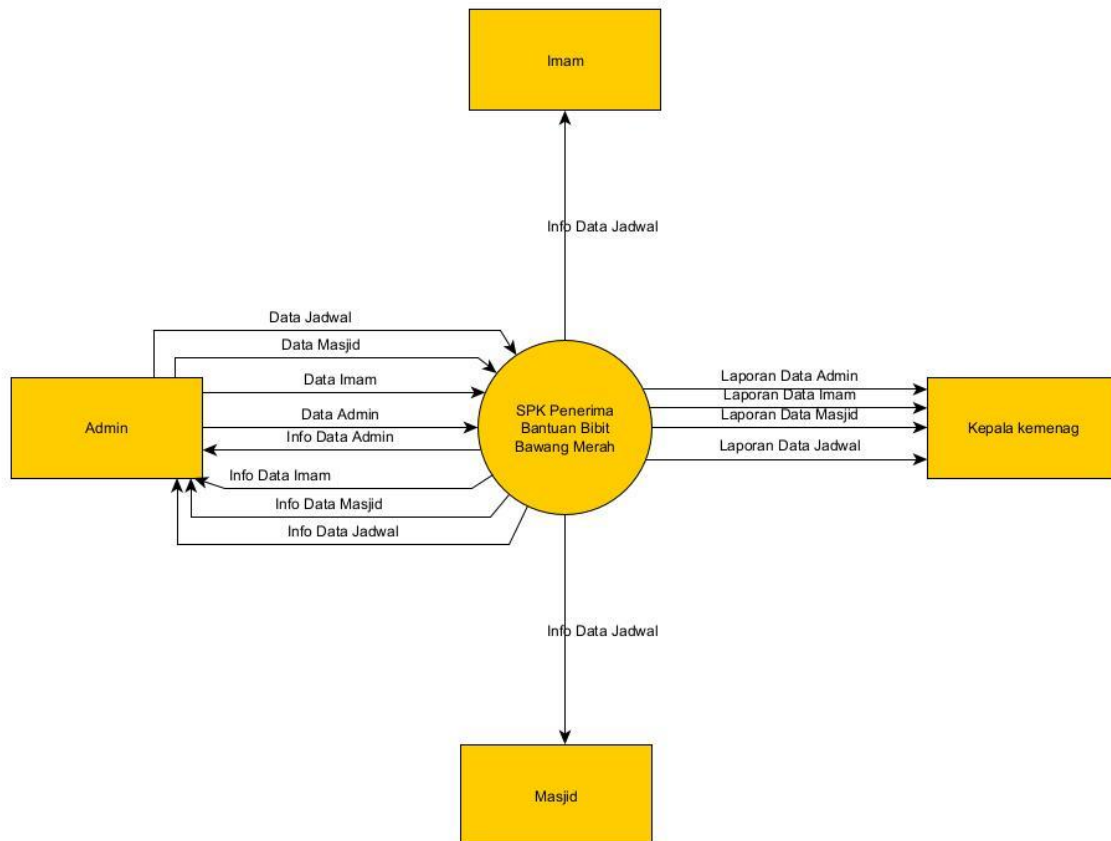 Imam
Info Data Jadwal
Data Jadwal
Data Masjid
Data Imam
Data Admin
Info Data Admin
Info Data Imam
Info Data Masjid
Info Data Jadwal
Admin
SPK Penerima
Bantuan Bibit
Bawang Merah
Laporan Data Admin
Laporan Data Imam
Laporan Data Masjid
Laporan Data Jadwal
Kepala kemenag
Info Data Jadwal
Masjid